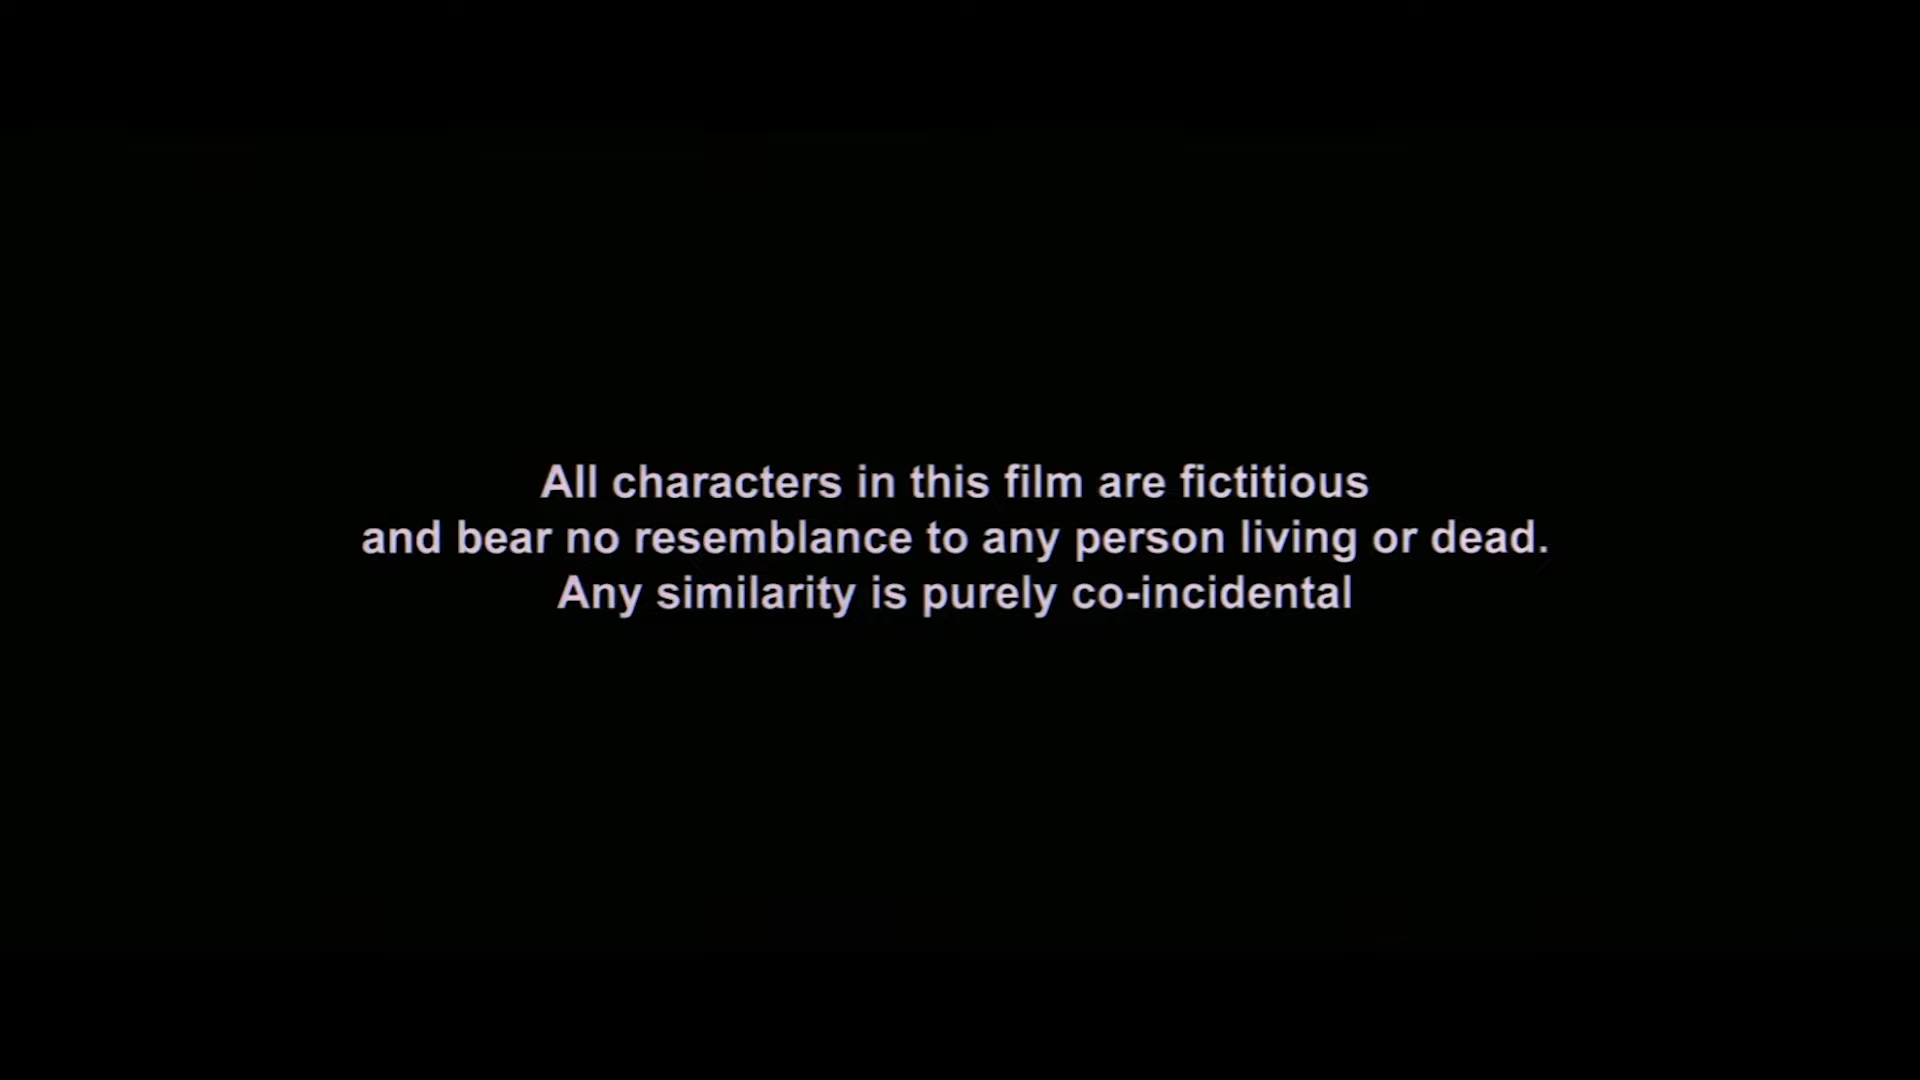 All characters in this film are fictitious
and bear no resemblance to any person living or dead.
Any similarity is purely co-incidental